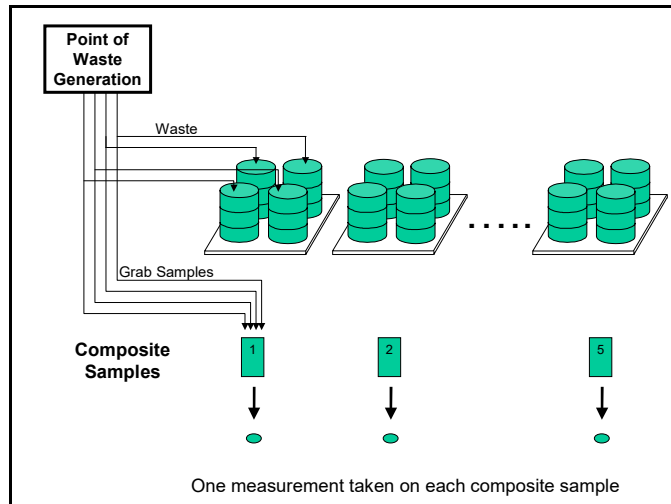 Point of
Waste
Generation
Waste
.....
Grab Samples
Composite
Samples
1
2
5
One measurement taken on each composite sample